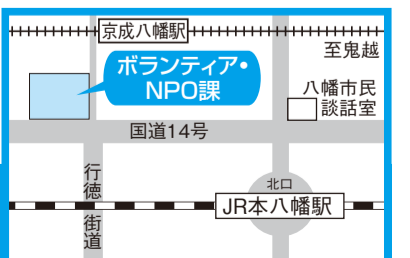 京成八幡駅
至鬼越
ボランティア・
NPO課
八幡市民
談話室
国道14号
行徳
街道
北口
JR本八幡駅